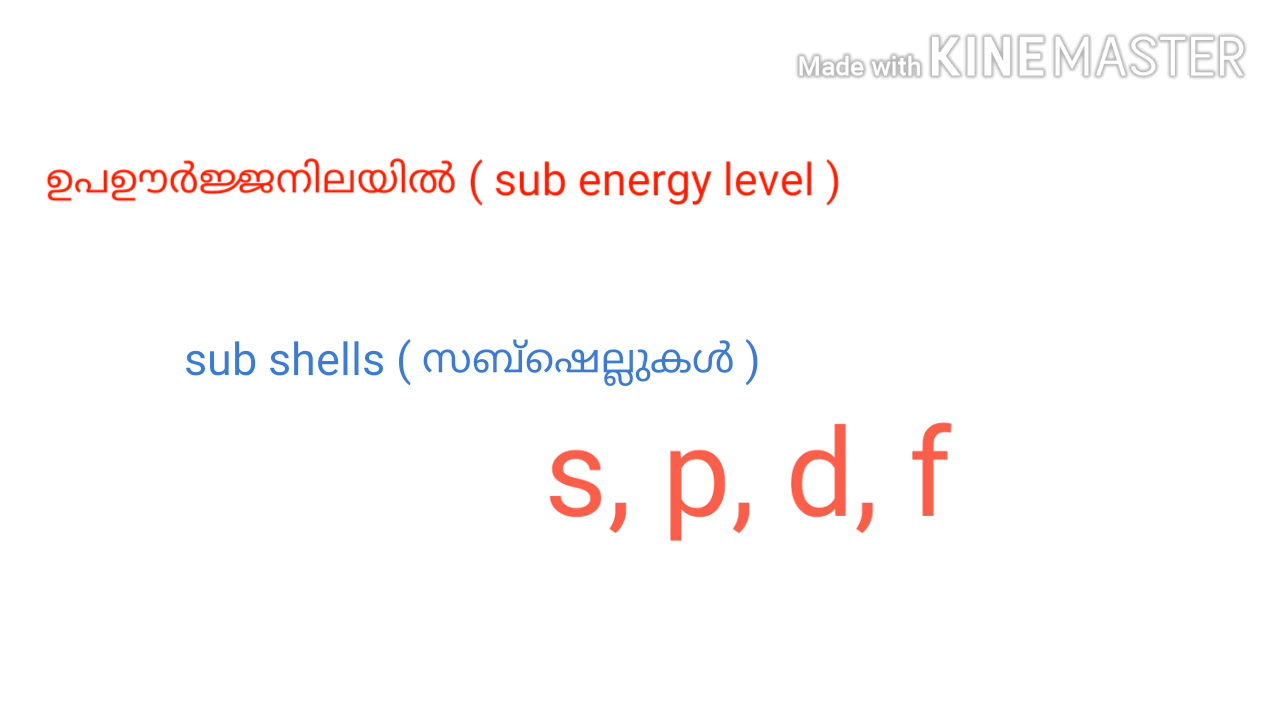 Made with KINEMASTER
ഉപഊർജ്ജനിലയിൽ ( sub energy level )
sub shells ( സബ്ഷെല്ലുകൾ )
s, p, d, f